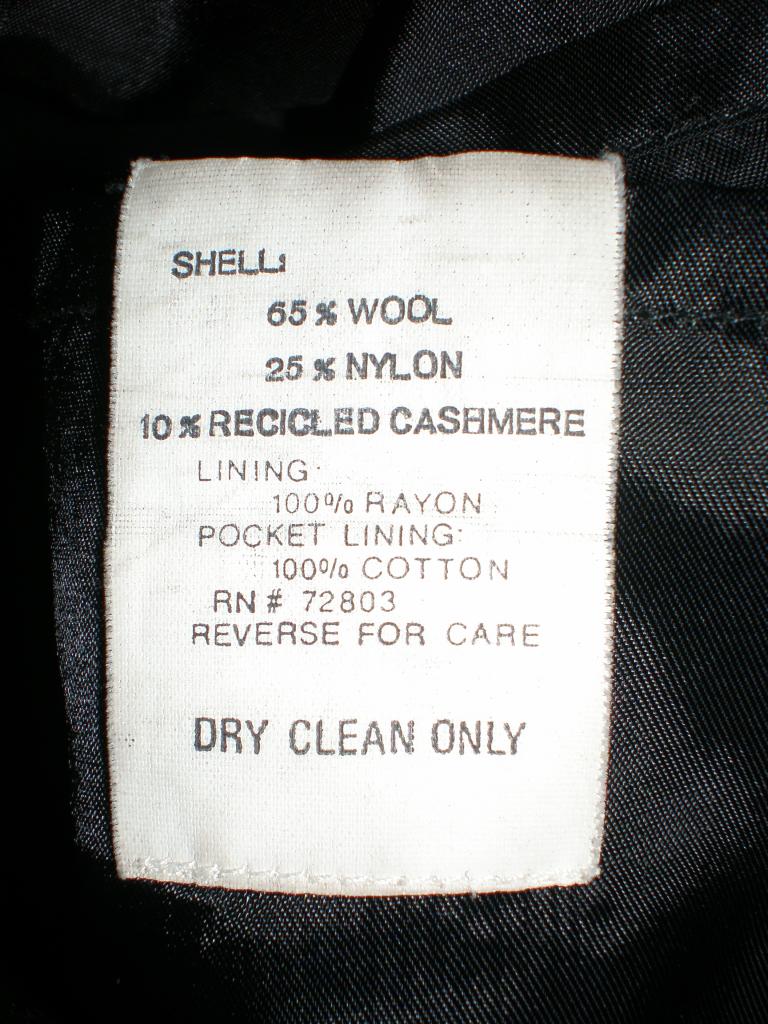 SHELL:
65% WOOL
25% NYLON
10% RECICLED CASHMERE
LINING:
100% RAYON
POCKET LINING:
100% COTTON
RN # 72803
REVERSE FOR CARE
DRY CLEAN ONLY